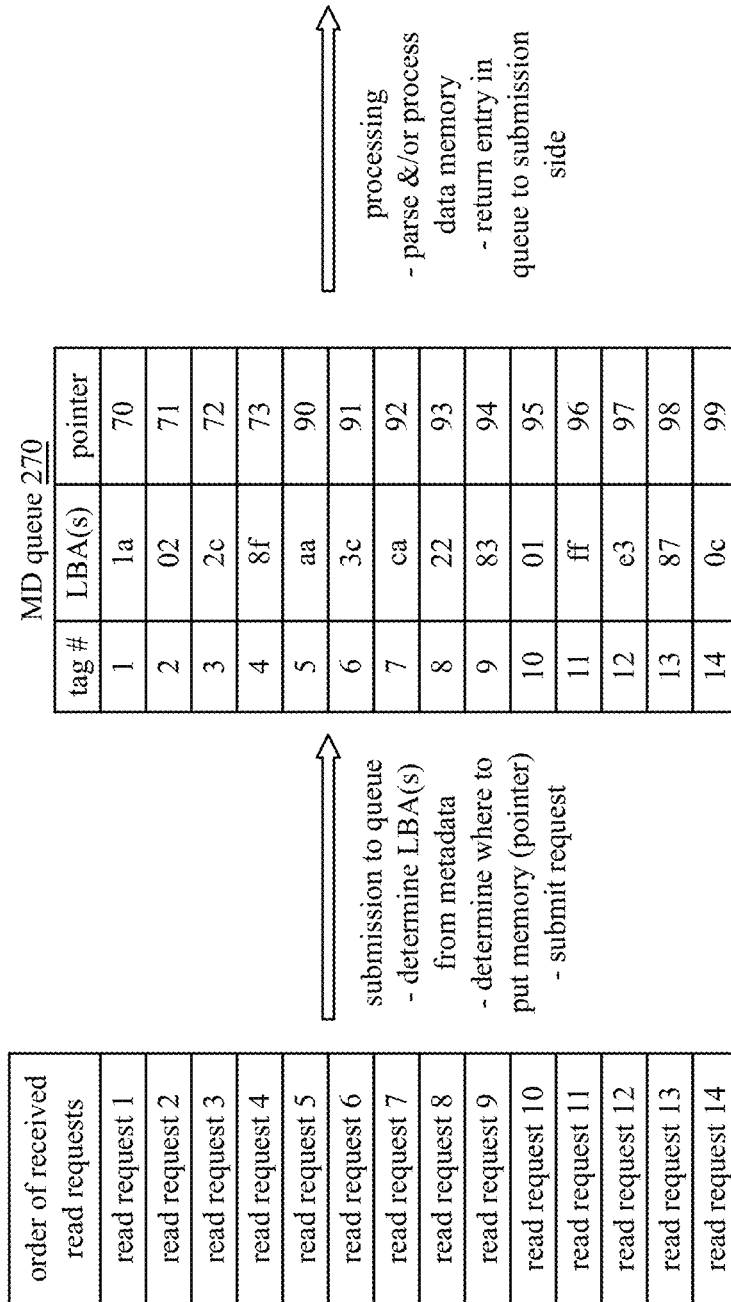 order of received
read requests
read request 1
read request 2
read request 3
read request 4
read request 5
read request 6
read request 7
read request 8
read request 9
read request 10
read request 11
read request 12
read request 13
read request 14
submission to queue
- determine LBA(s)
from metadata
- determine where to
put memory (pointer)
- submit request
MD queue 270
tag # LBA(s) pointer
1 1a 70
2 02 71
3 2c 72
4 8f 73
5 aa 90
6 3c 91
7 ca 92
8 22 93
9 83 94
10 01 95
11 ff 96
12 e3 97
13 87 98
14 0c 99
processing
- parse &/or process
data memory
- return entry in
queue to submission
side